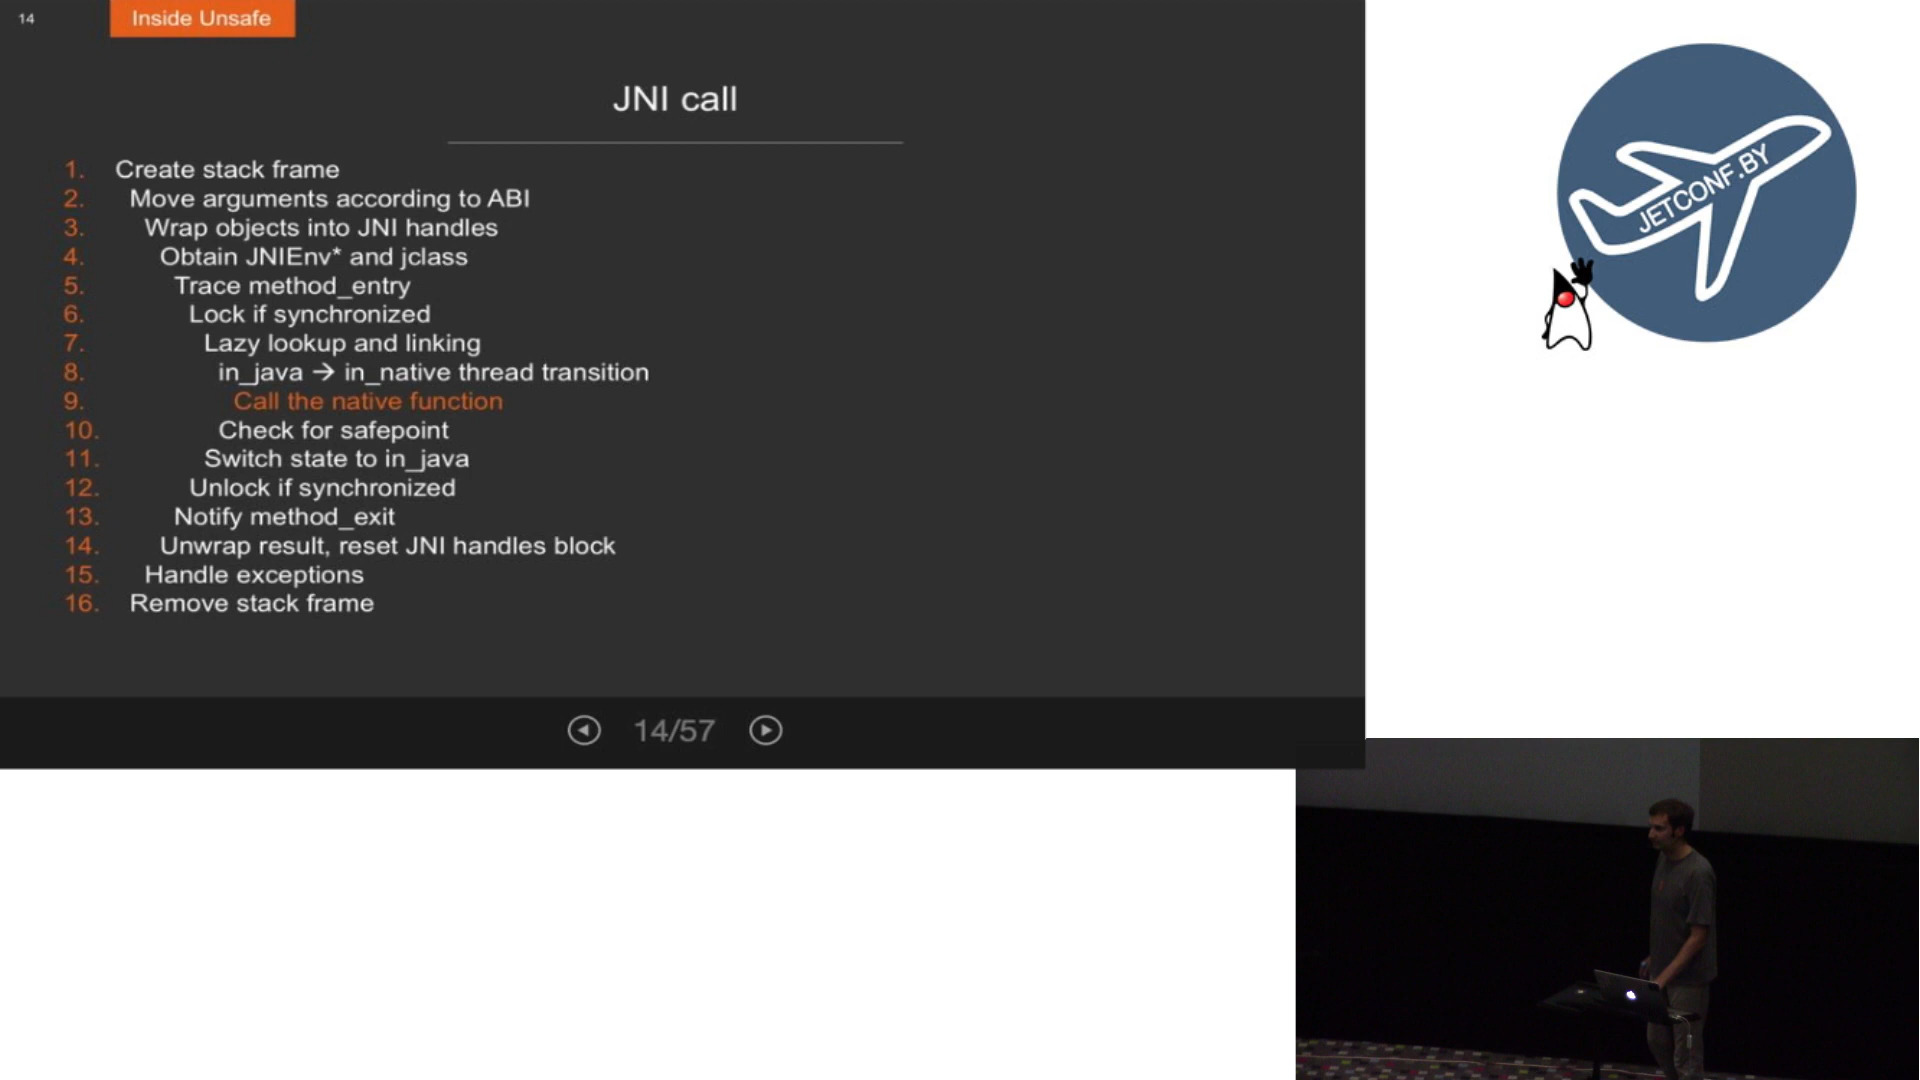 14
Inside Unsafe
JNI call
1. Create stack frame
2. Move arguments according to ABI
3. Wrap objects into JNI handles
4. Obtain JNIEnv* and jclass
5. Trace method_entry
6. Lock if synchronized
7. Lazy lookup and linking
8. in_java → in_native thread transition
9. Call the native function
10. Check for safepoint
11. Switch state to in_java
12. Unlock if synchronized
13. Notify method_exit
14. Unwrap result, reset JNI handles block
15. Handle exceptions
16. Remove stack frame
14/57
JETCONF.BY